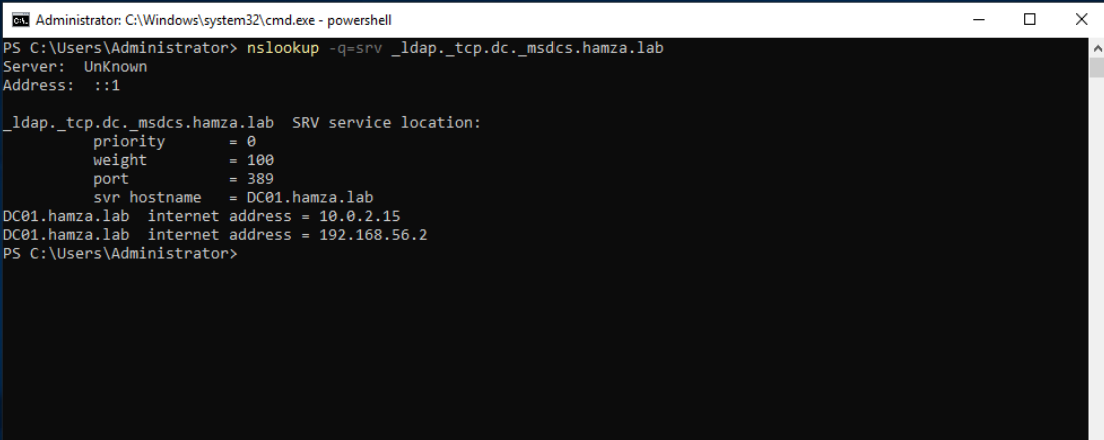 Administrator: C:\Windows\system32\cmd.exe - powershell
PS C:\Users\Administrator> nslookup -q=srv _ldap._tcp.dc._msdcs.hamza.lab
Server:  UnKnown
Address:  ::1

_ldap._tcp.dc._msdcs.hamza.lab  SRV service location:
          priority       = 0
          weight         = 100
          port           = 389
          svr hostname   = DC01.hamza.lab
DC01.hamza.lab  internet address = 10.0.2.15
DC01.hamza.lab  internet address = 192.168.56.2
PS C:\Users\Administrator>